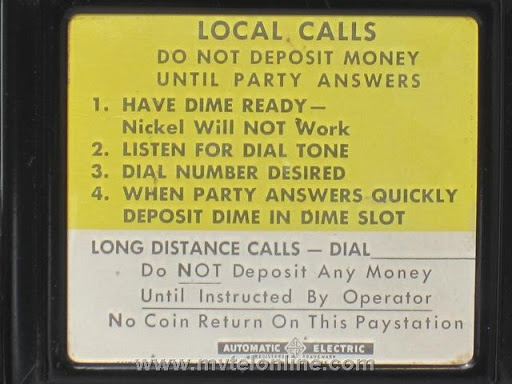 LOCAL CALLS
DO NOT DEPOSIT MONEY
UNTIL PARTY ANSWERS
1. HAVE DIME READY—
Nickel Will NOT Work
2. LISTEN FOR DIAL TONE
3. DIAL NUMBER DESIRED
4. WHEN PARTY ANSWERS QUICKLY
DEPOSIT DIME IN DIME SLOT
LONG DISTANCE CALLS — DIAL
Do NOT Deposit Any Money
Until Instructed By Operator
No Coin Return On This Paystation
AUTOMATIC ELECTRIC
REGISTERED TRADEMARK
www.mytelonline.com